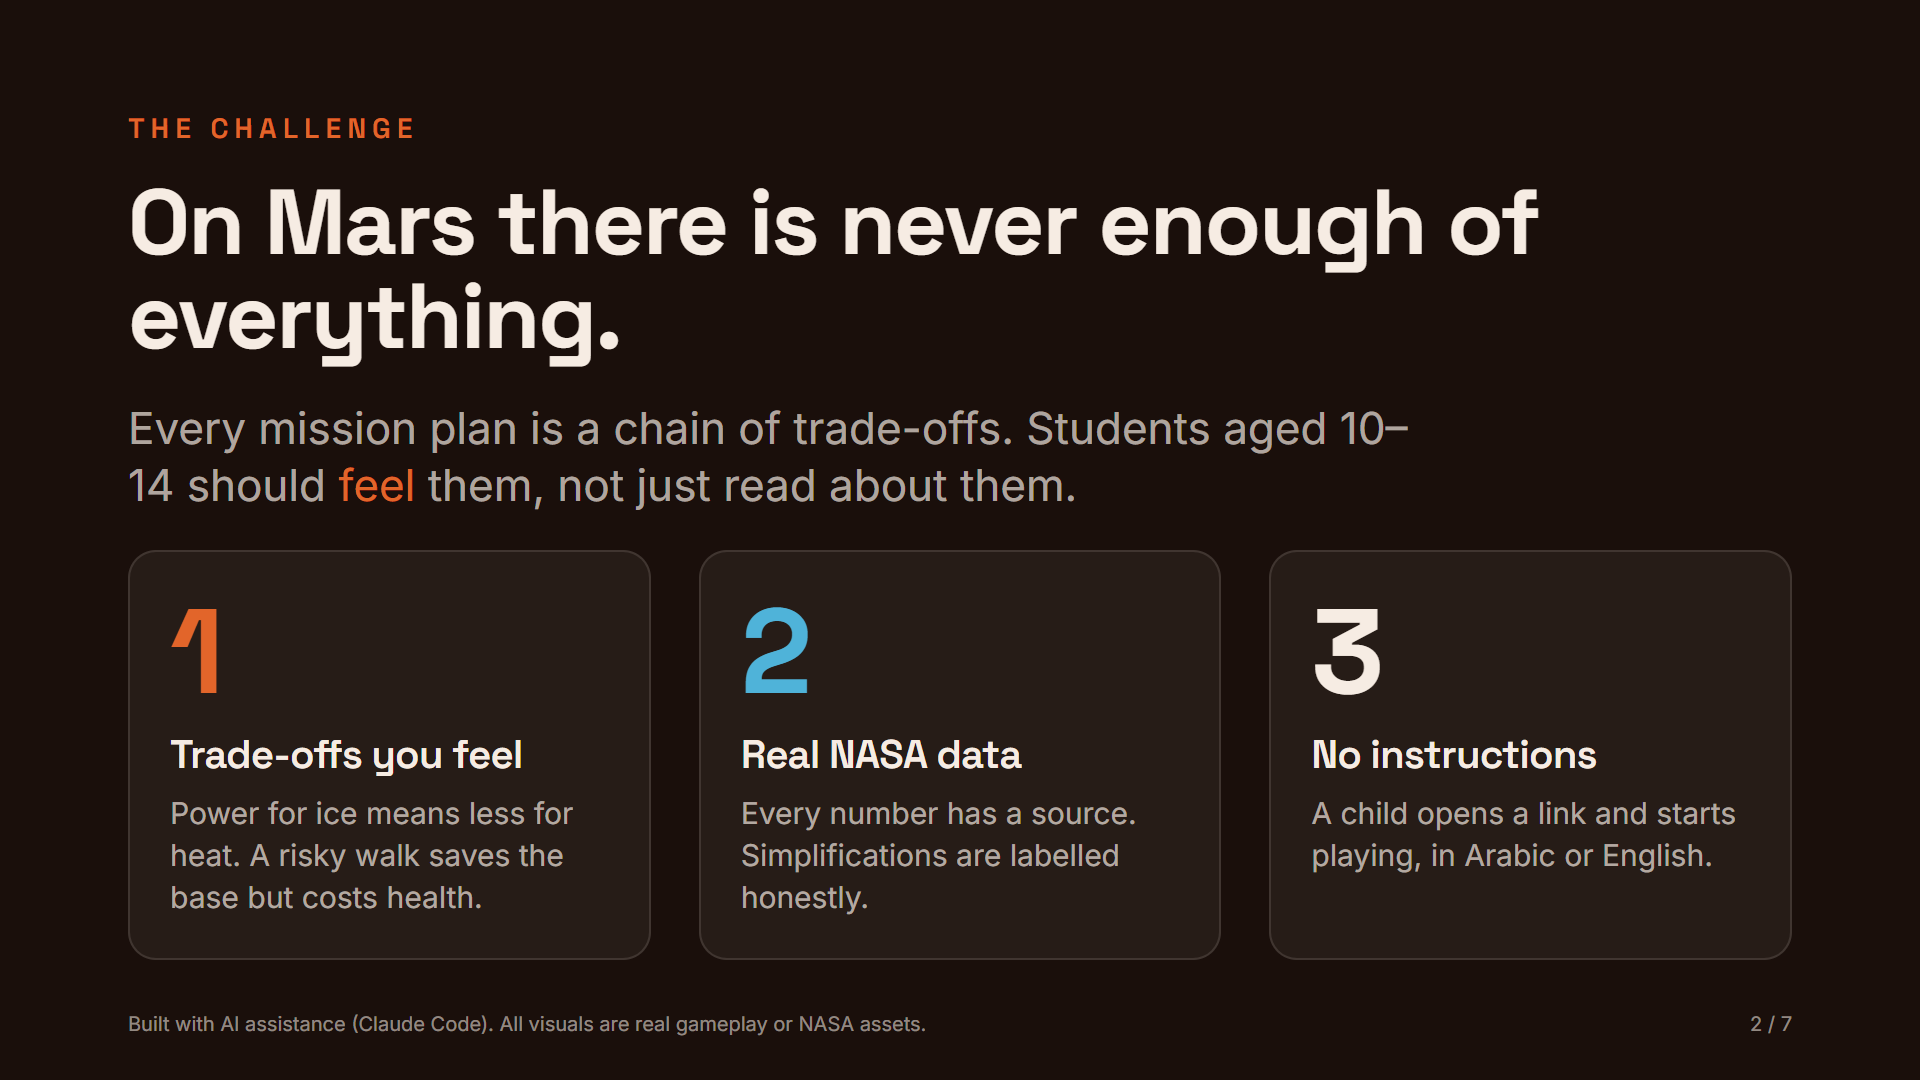 THE CHALLENGE
On Mars there is never enough of
everything.
Every mission plan is a chain of trade-offs. Students aged 10–
14 should feel them, not just read about them.
1
Trade-offs you feel
Power for ice means less for
heat. A risky walk saves the
base but costs health.
2
Real NASA data
Every number has a source.
Simplifications are labelled
honestly.
3
No instructions
A child opens a link and starts
playing, in Arabic or English.
Built with AI assistance (Claude Code). All visuals are real gameplay or NASA assets.
2 / 7